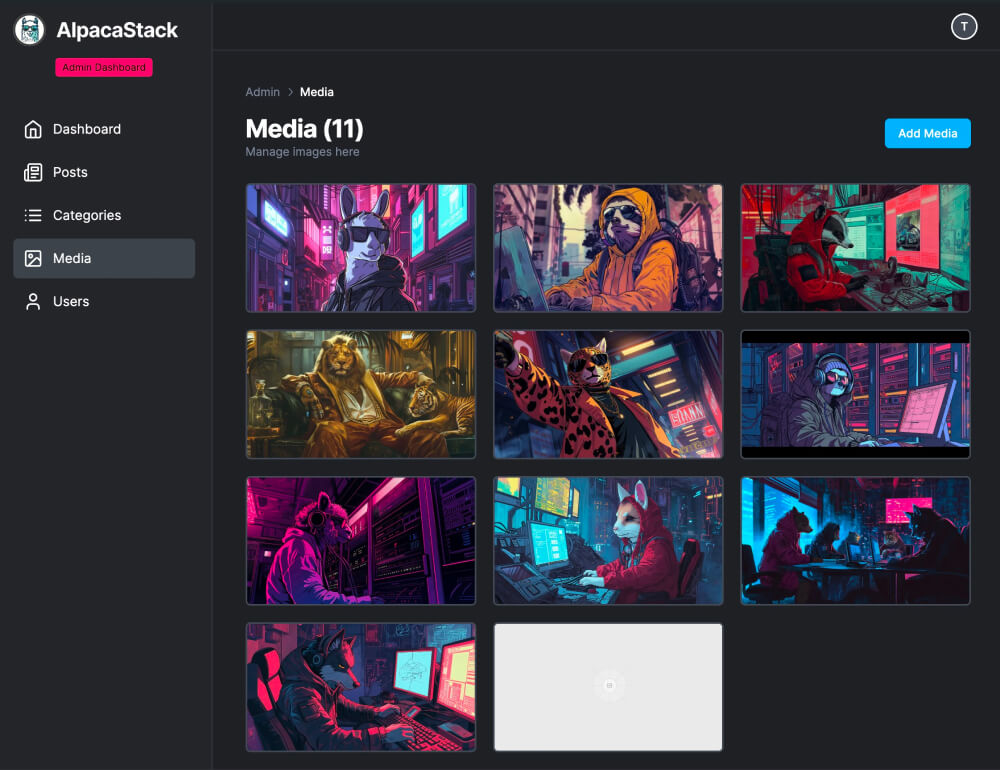 AlpacaStack
Admin Dashboard
T
Dashboard
Posts
Categories
Media
Users
Admin > Media
Media (11)
Manage images here
Add Media